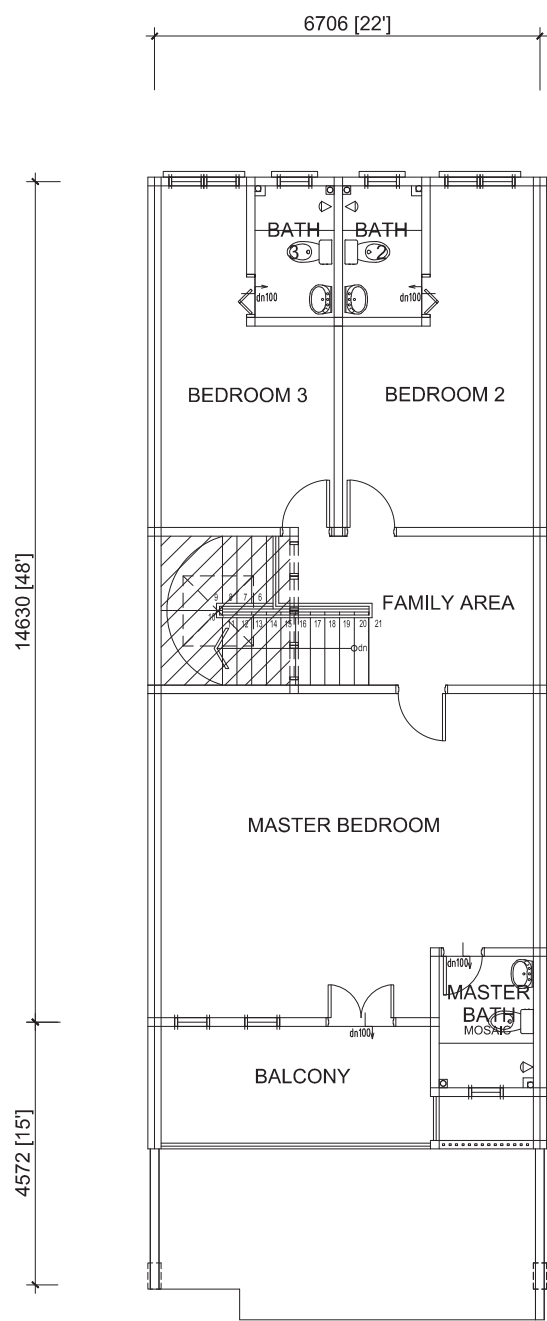 6706 [22']
BATH
3
BATH
2
dn100
dn100
BEDROOM 3
BEDROOM 2
14630 [48']
9 8 7 6
10
11 12 13 14 15 16 17 18 19 20 21
dn
FAMILY AREA
MASTER BEDROOM
dn100
MASTER
BATH
MOSAIC
dn100
BALCONY
4572 [15']